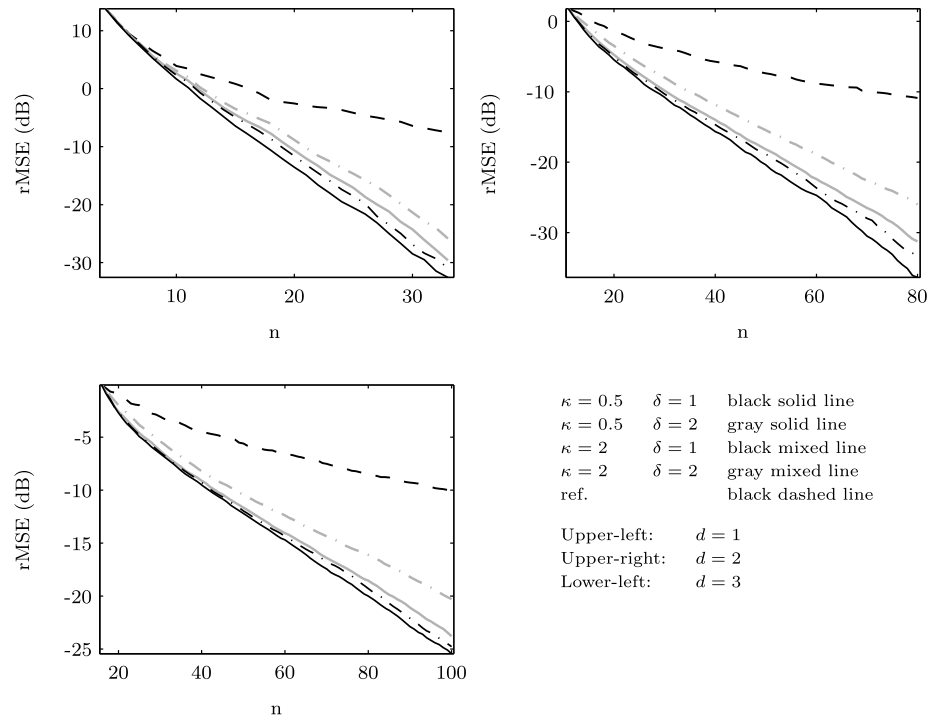 10
0
-10
-20
-30
rMSE (dB)
10 20 30
n
0
-10
-20
-30
rMSE (dB)
20 40 60 80
n
-5
-10
-15
-20
-25
rMSE (dB)
20 40 60 80 100
n
κ = 0.5 δ = 1 black solid line
κ = 0.5 δ = 2 gray solid line
κ = 2 δ = 1 black mixed line
κ = 2 δ = 2 gray mixed line
ref. black dashed line
Upper-left: d = 1
Upper-right: d = 2
Lower-left: d = 3